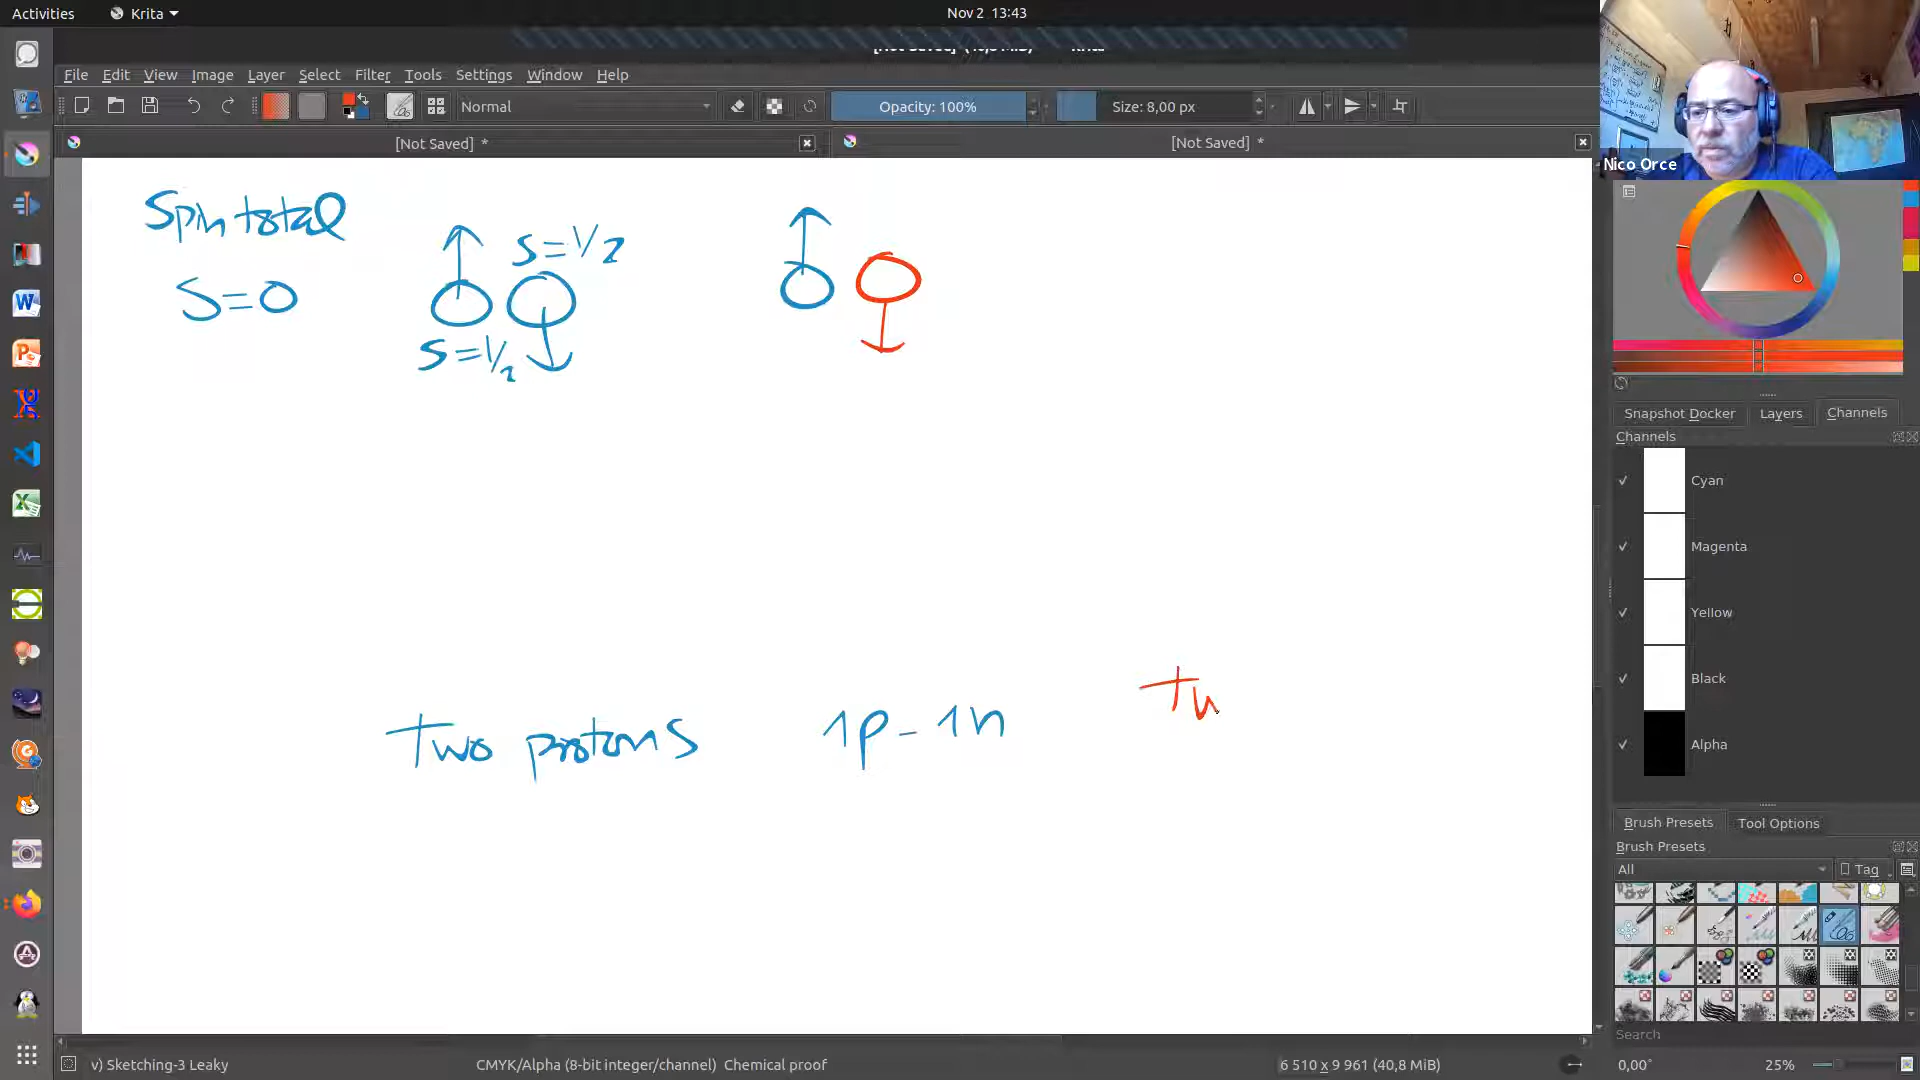 Activities
Krita
Nov 2 13:43
File Edit View Image Layer Select Filter Tools Settings Window Help
Normal
Opacity: 100%
Size: 8,00 px
[Not Saved] *
[Not Saved] *
Nico Orce
Spin total
S=0
S=1/2
S=1/2
Two protons
1p-1n
Tw
Snapshot Docker
Layers
Channels
Channels
Cyan
Magenta
Yellow
Black
Alpha
Brush Presets
Tool Options
Brush Presets
All
Tag
Search
v) Sketching-3 Leaky
CMYK/Alpha (8-bit integer/channel) Chemical proof
6 510 x 9 961 (40,8 MiB)
0,00°
25%